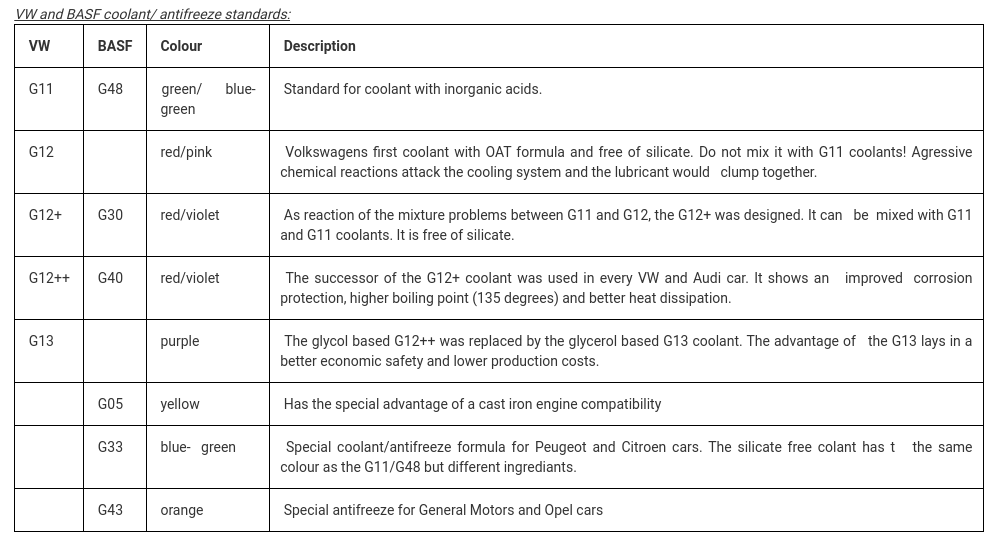 VW and BASF coolant/ antifreeze standards:
VW BASF Colour Description
G11 G48 green/ blue- Standard for coolant with inorganic acids.
green
G12 red/pink Volkswagens first coolant with OAT formula and free of silicate. Do not mix it with G11 coolants! Agressive
chemical reactions attack the cooling system and the lubricant would clump together.
G12+ G30 red/violet As reaction of the mixture problems between G11 and G12, the G12+ was designed. It can be mixed with G11
and G11 coolants. It is free of silicate.
G12++ G40 red/violet The successor of the G12+ coolant was used in every VW and Audi car. It shows an improved corrosion
protection, higher boiling point (135 degrees) and better heat dissipation.
G13 purple The glycol based G12++ was replaced by the glycerol based G13 coolant. The advantage of the G13 lays in a
better economic safety and lower production costs.
G05 yellow Has the special advantage of a cast iron engine compatibility
G33 blue- green Special coolant/antifreeze formula for Peugeot and Citroen cars. The silicate free colant has t the same
colour as the G11/G48 but different ingrediants.
G43 orange Special antifreeze for General Motors and Opel cars